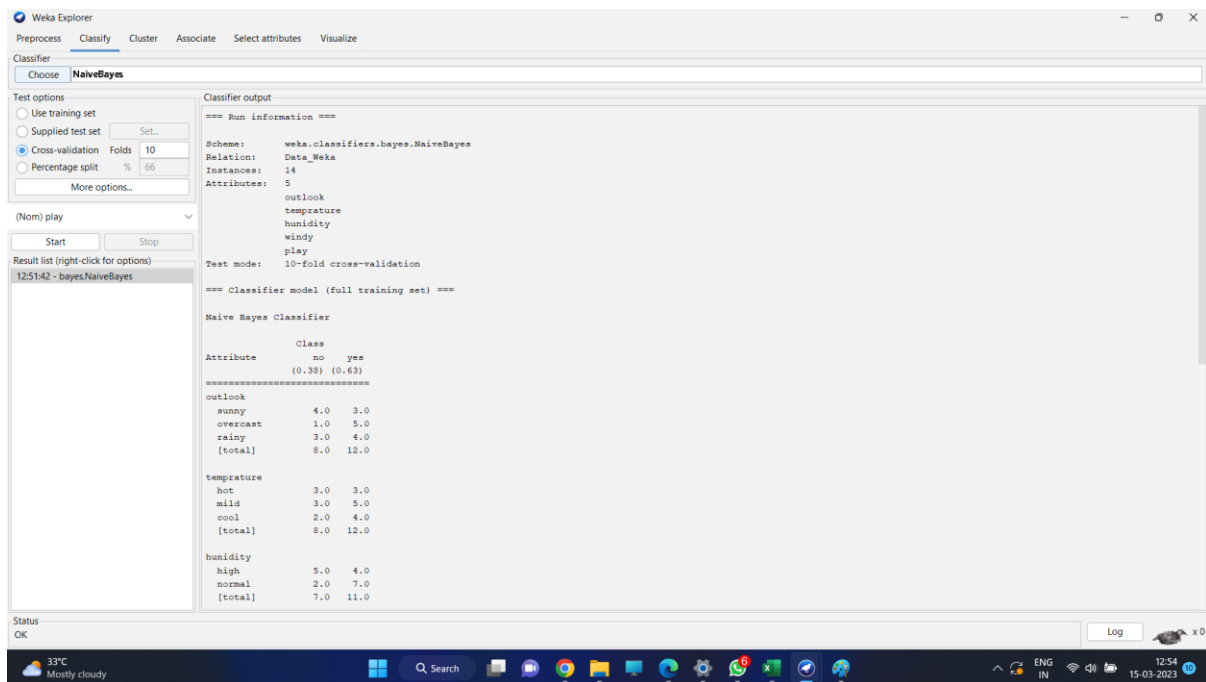 Weka Explorer
Preprocess Classify Cluster Associate Select attributes Visualize
Classifier
Choose NaiveBayes
Test options
Use training set
Supplied test set Set...
Cross-validation Folds 10
Percentage split % 66
More options...
(Nom) play
Start Stop
Result list (right-click for options)
12:51:42 - bayes.NaiveBayes
Classifier output
=== Run information ===
Scheme: weka.classifiers.bayes.NaiveBayes
Relation: Data_Weka
Instances: 14
Attributes: 5
outlook
temprature
hunidity
windy
play
Test mode: 10-fold cross-validation
=== Classifier model (full training set) ===
Naive Bayes Classifier
Class
Attribute no yes
(0.38) (0.63)
==============================
outlook
sunny 4.0 3.0
overcast 1.0 5.0
rainy 3.0 4.0
[total] 8.0 12.0
temprature
hot 3.0 3.0
mild 3.0 5.0
cool 2.0 4.0
[total] 8.0 12.0
hunidity
high 5.0 4.0
normal 2.0 7.0
[total] 7.0 11.0
Status
OK
Log x 0
33°C
Mostly cloudy
Search
6
ENG
IN
12:54
15-03-2023
10